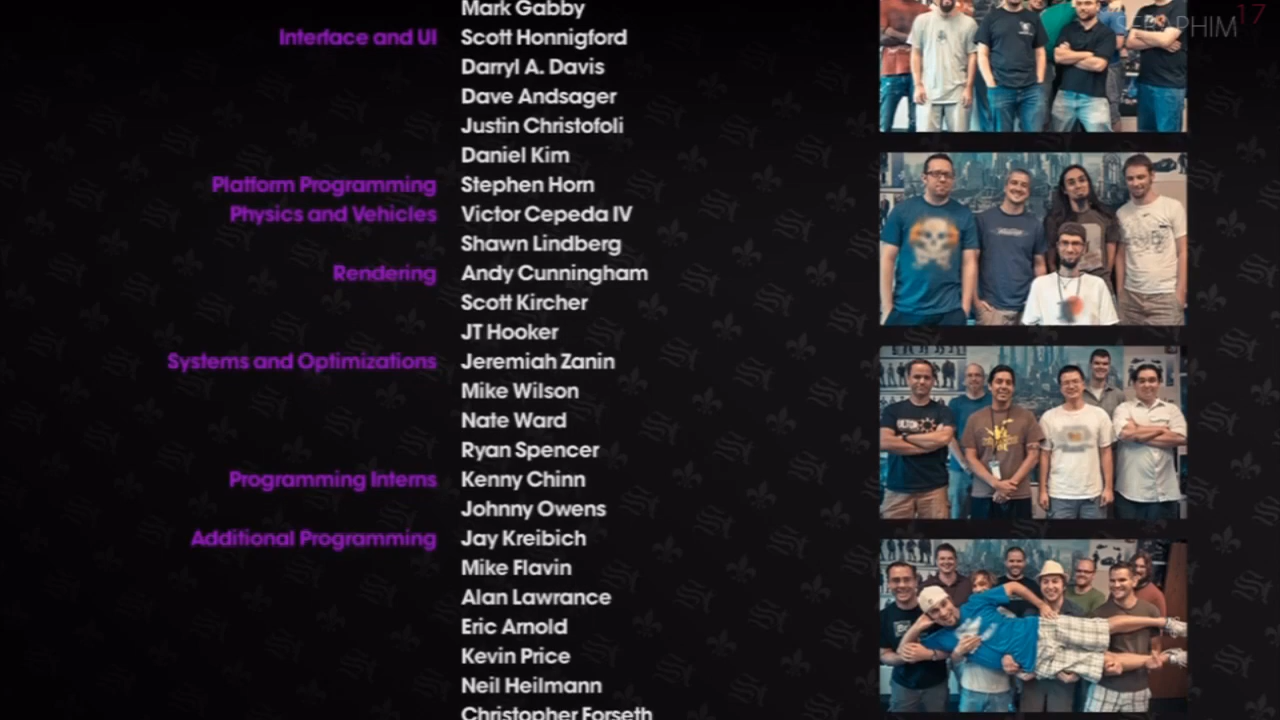 Mark Gabby
SERAPHIM17
Interface and UI Scott Honnigford
Darryl A. Davis
Dave Andsager
Justin Christofoli
Daniel Kim
Platform Programming Stephen Horn
Physics and Vehicles Victor Cepeda IV
Shawn Lindberg
Rendering Andy Cunningham
Scott Kircher
JT Hooker
Systems and Optimizations Jeremiah Zanin
Mike Wilson
Nate Ward
Ryan Spencer
Programming Interns Kenny Chinn
Johnny Owens
Additional Programming Jay Kreibich
Mike Flavin
Alan Lawrance
Eric Arnold
Kevin Price
Neil Heilmann
Christopher Forseth